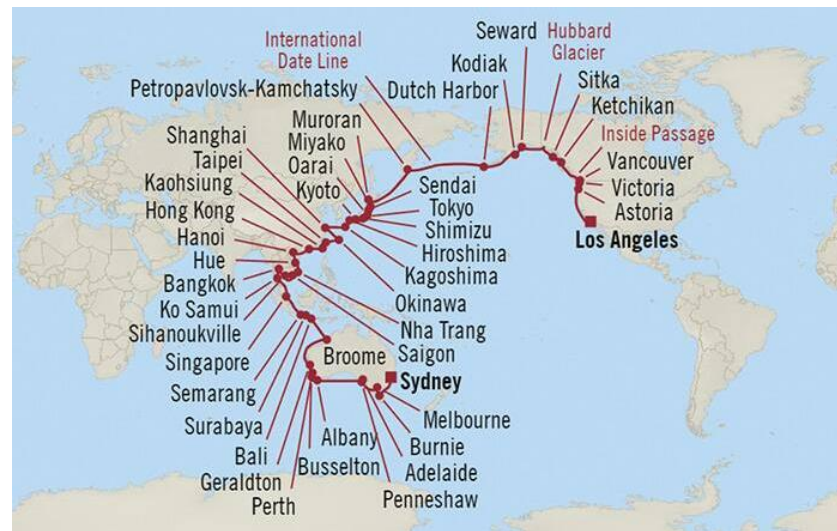 Seward
Hubbard
Glacier
International
Date Line
Kodiak
Sitka
Petropavlovsk-Kamchatsky
Dutch Harbor
Ketchikan
Inside Passage
Muroran
Shanghai
Miyako
Vancouver
Taipei
Oarai
Sendai
Victoria
Kaohsiung
Kyoto
Tokyo
Astoria
Hong Kong
Shimizu
Los Angeles
Hanoi
Hiroshima
Hue
Kagoshima
Bangkok
Okinawa
Ko Samui
Nha Trang
Sihanoukville
Saigon
Singapore
Broome
Semarang
Sydney
Surabaya
Melbourne
Albany
Burnie
Bali
Busselton
Adelaide
Geraldton
Penneshaw
Perth